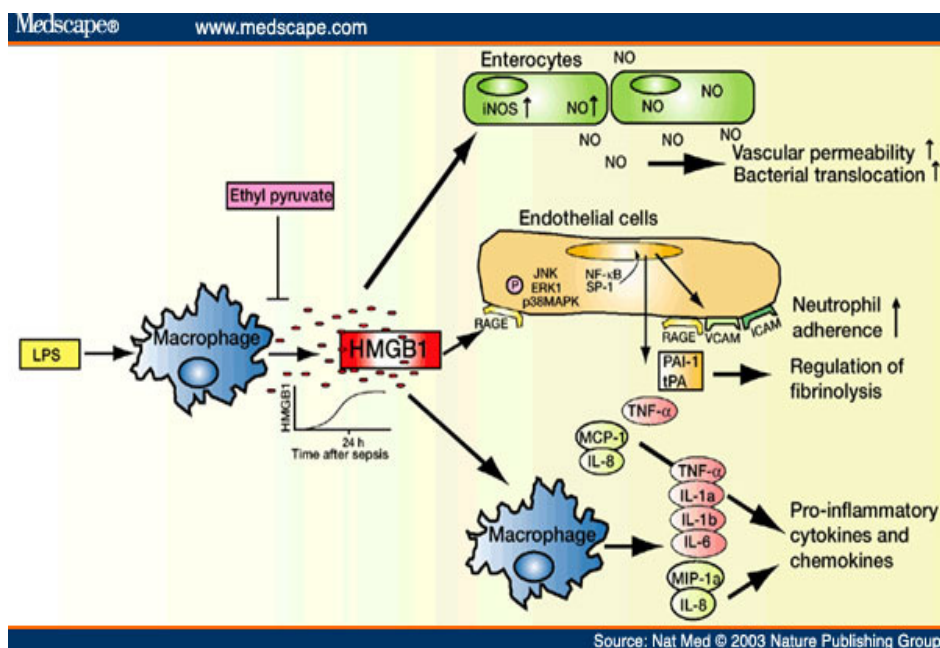 Medscape® www.medscape.com
Enterocytes
NO
iNOS ↑ NO ↑
NO NO
NO NO NO
NO
Vascular permeability ↑
Bacterial translocation ↑
Ethyl pyruvate
Endothelial cells
P
JNK
ERK1
p38MAPK
NF-κB
SP-1
RAGE
RAGE VCAM ICAM
Neutrophil
adherence ↑
LPS
Macrophage
HMGB1
PAI-1
tPA
Regulation of
fibrinolysis
HMGB1
24 h
Time after sepsis
TNF-α
MCP-1
IL-8
Macrophage
TNF-α
IL-1a
IL-1b
IL-6
MIP-1a
IL-8
Pro-inflammatory
cytokines and
chemokines
Source: Nat Med © 2003 Nature Publishing Group